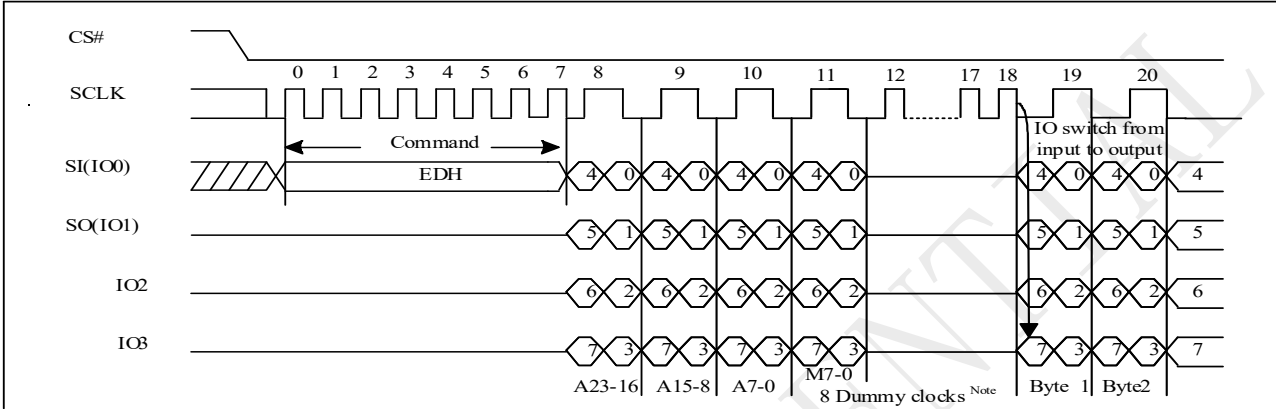 CS#
0 1 2 3 4 5 6 7 8 9 10 11 12 17 18 19 20
SCLK
IO switch from
input to output
Command
SI(IO0) EDH 4 0 4 0 4 0 4 0 4 0 4 0 4
SO(IO1) 5 1 5 1 5 1 5 1 5 1 5 1 5
IO2 6 2 6 2 6 2 6 2 6 2 6 2 6
IO3 7 3 7 3 7 3 7 3 7 3 7 3 7
A23-16 A15-8 A7-0 M7-0 Byte 1 Byte2
8 Dummy clocks Note